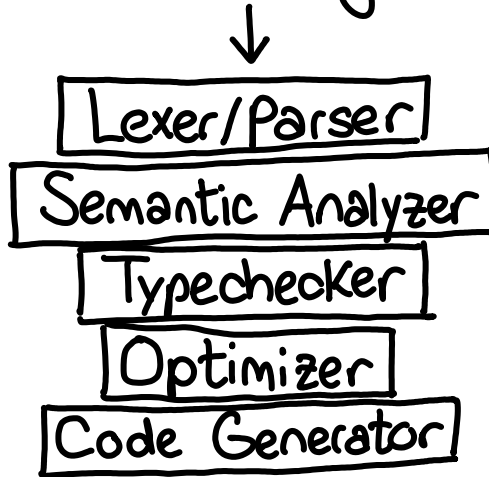 Lexer/Parser
Semantic Analyzer
Typechecker
Optimizer
Code Generator